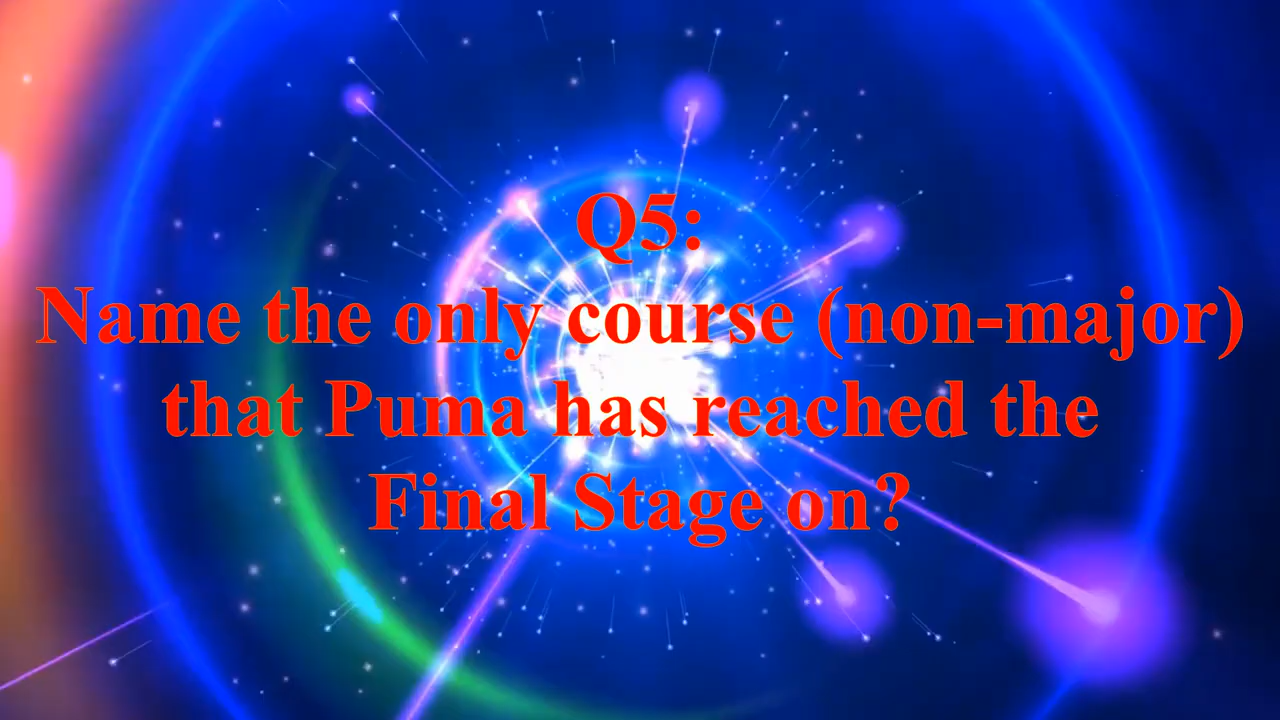 Q5:
Name the only course (non-major)
that Puma has reached the
Final Stage on?